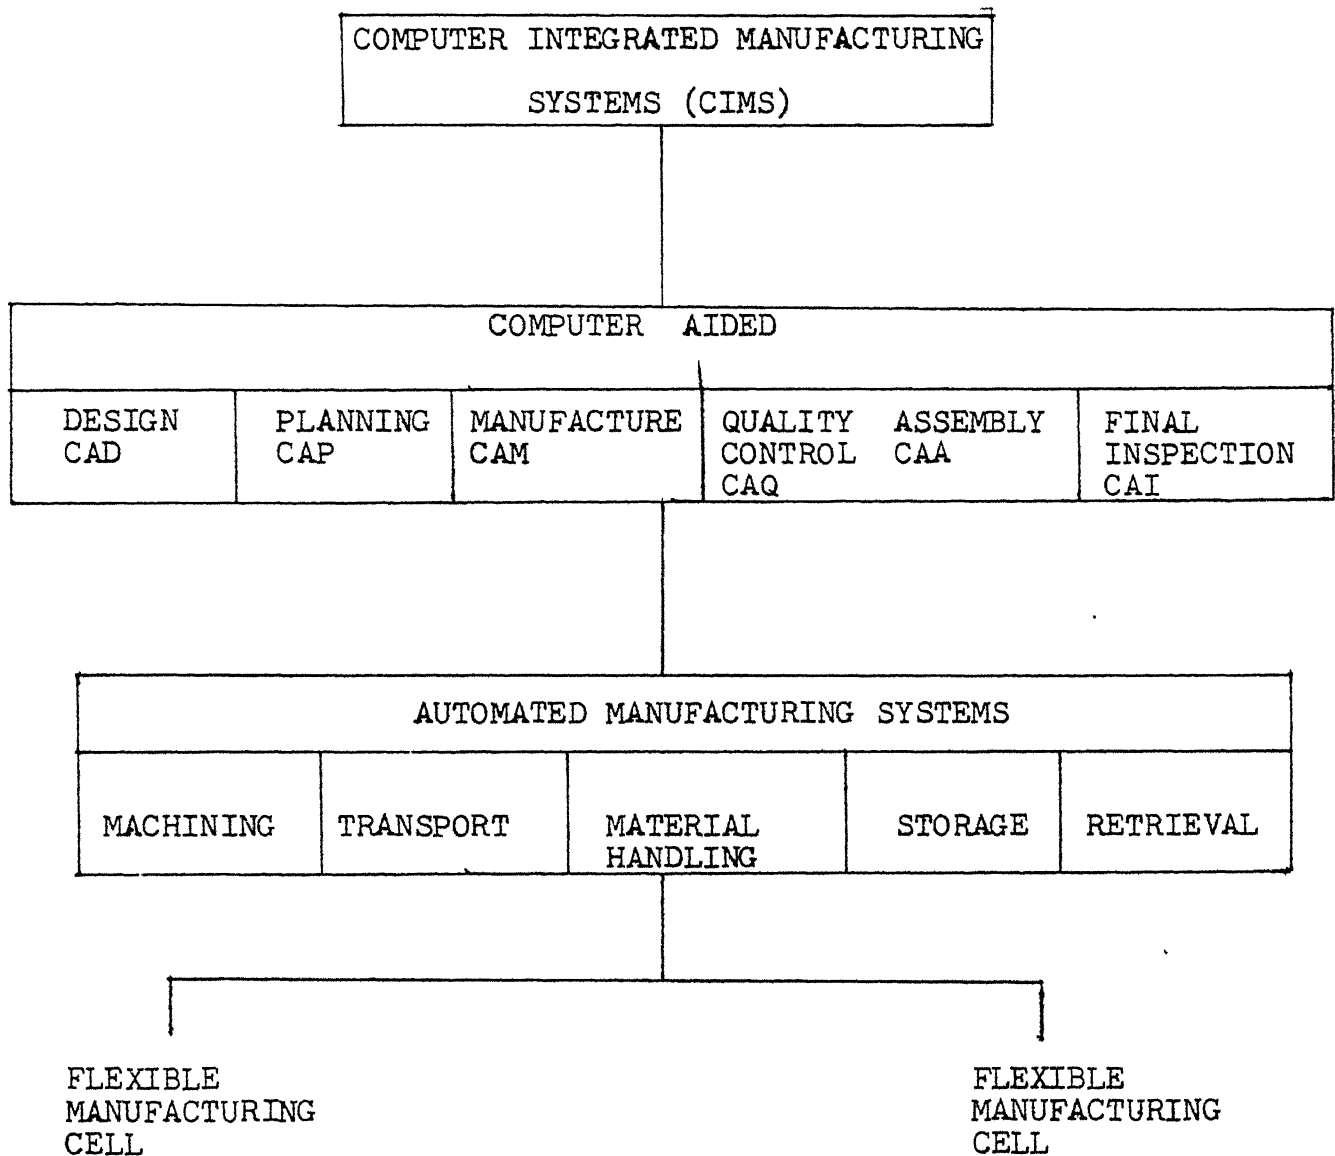 COMPUTER INTEGRATED MANUFACTURING
SYSTEMS (CIMS)
COMPUTER AIDED
DESIGN
CAD
PLANNING
CAP
MANUFACTURE
CAM
QUALITY
CONTROL
CAQ
ASSEMBLY
CAA
FINAL
INSPECTION
CAI
AUTOMATED MANUFACTURING SYSTEMS
MACHINING
TRANSPORT
MATERIAL
HANDLING
STORAGE
RETRIEVAL
FLEXIBLE
MANUFACTURING
CELL
FLEXIBLE
MANUFACTURING
CELL